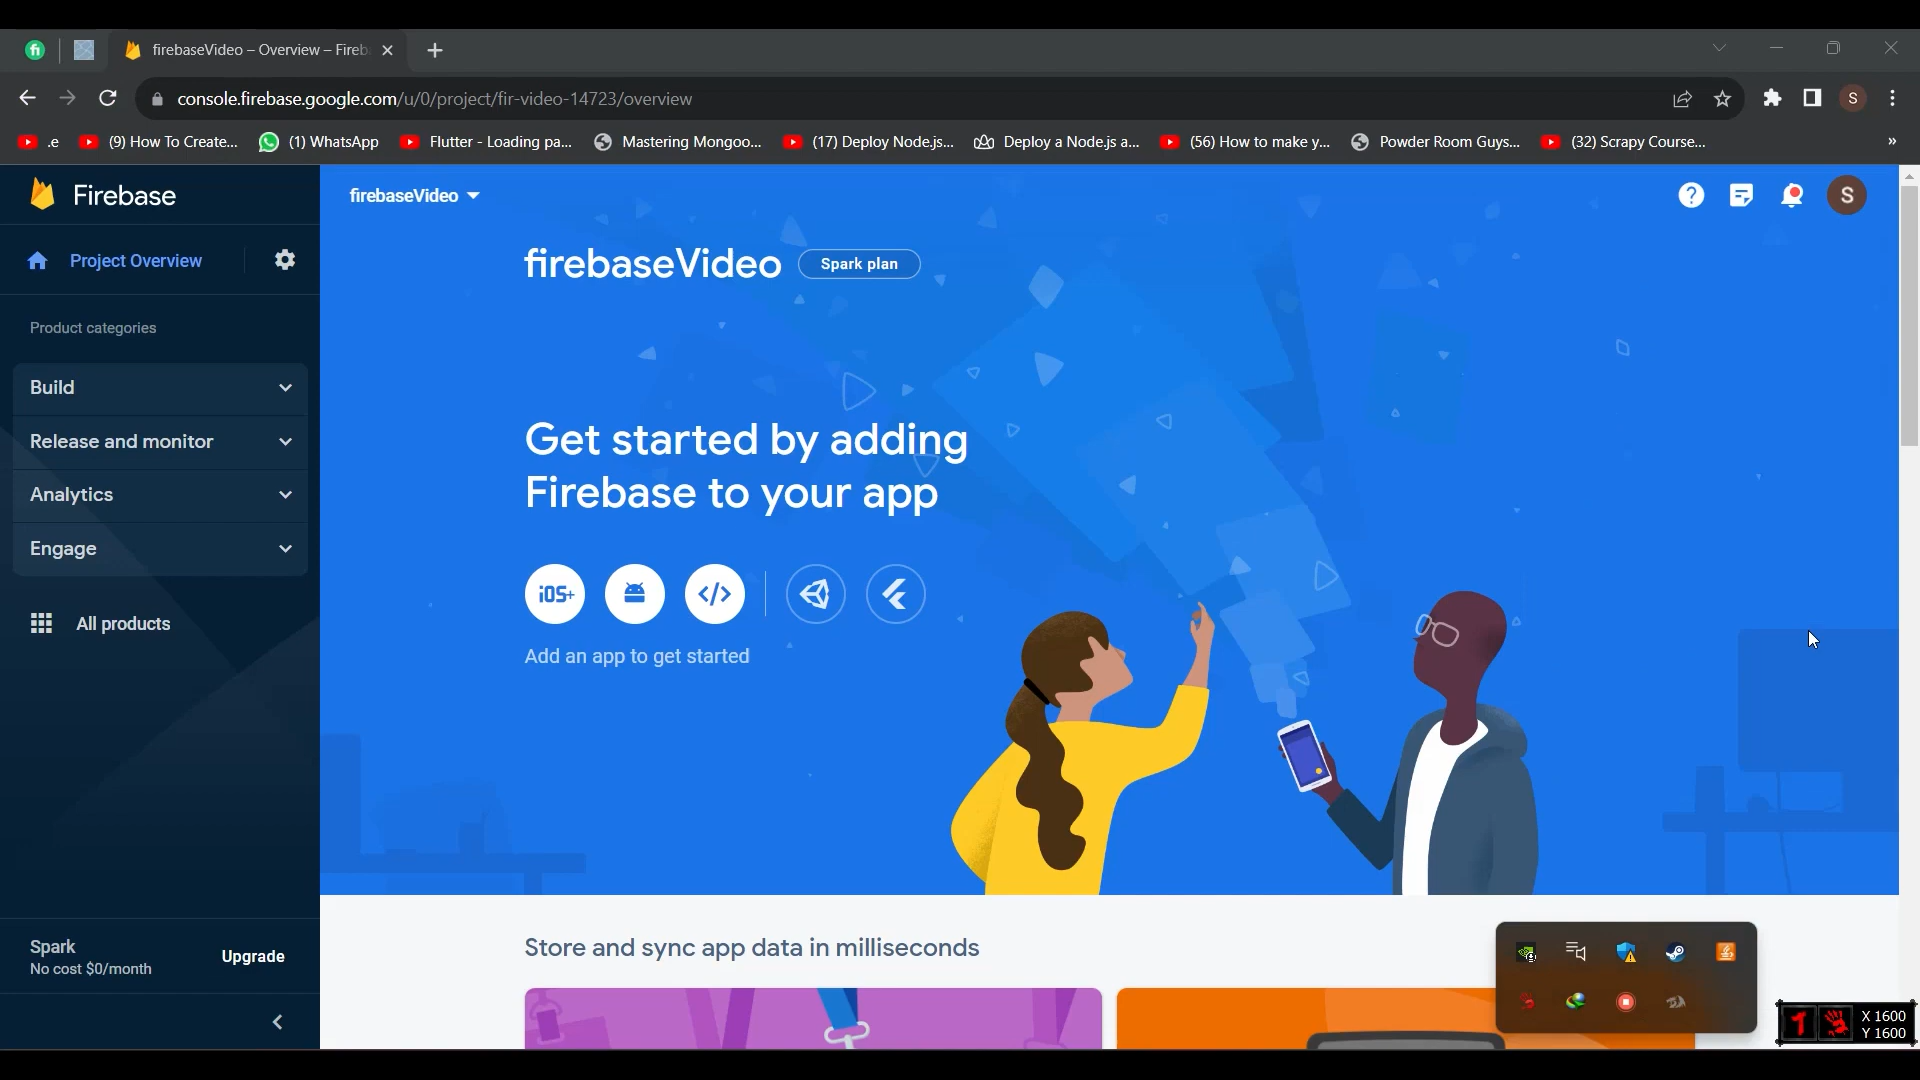 firebaseVideo – Overview – Fireb
console.firebase.google.com/u/0/project/fir-video-14723/overview
S
.e
(9) How To Create...
(1) WhatsApp
Flutter - Loading pa...
Mastering Mongoo...
(17) Deploy Node.js...
Deploy a Node.js a...
(56) How to make y...
Powder Room Guys...
(32) Scrapy Course...
»
Firebase
firebaseVideo
S
Project Overview
firebaseVideo
Spark plan
Product categories
Build
Release and monitor
Analytics
Engage
All products
Get started by adding
Firebase to your app
iOS+
Add an app to get started
Spark
No cost $0/month
Upgrade
Store and sync app data in milliseconds
X 1600
Y 1600